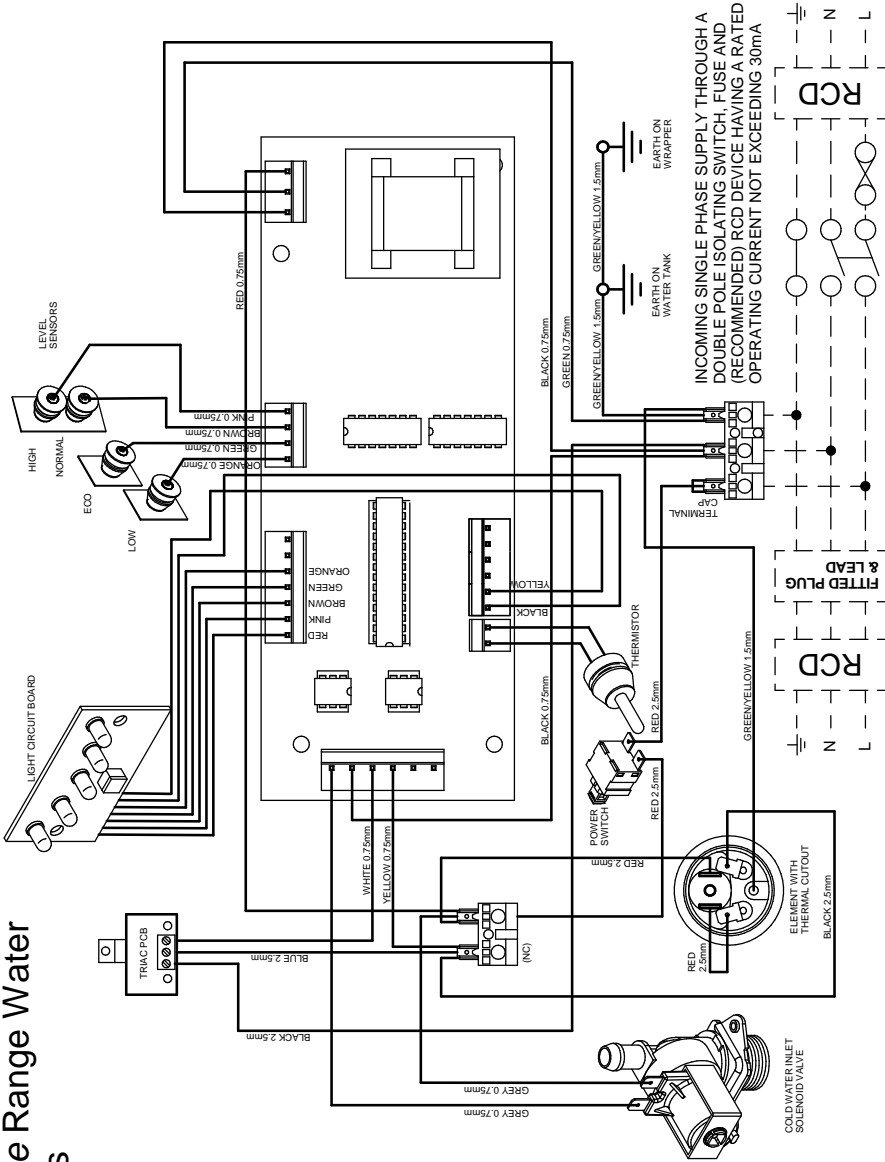 e Range Water
s
LIGHT CIRCUIT BOARD
TRIAC PCB
HIGH
NORMAL
LEVEL
SENSORS
ECO
LOW
RED 0.75mm
PINK 0.75mm
BROWN 0.75mm
GREEN 0.75mm
ORANGE 0.75mm
ORANGE
GREEN
BROWN
PINK
RED
YELLOW
BLACK
BLACK 2.5mm
BLUE 2.5mm
WHITE 0.75mm
YELLOW 0.75mm
GREY 0.75mm
GREY 0.75mm
(NC)
COLD WATER INLET
SOLENOID VALVE
RED
2.5mm
RED 2.5mm
ELEMENT WITH
THERMAL CUTOUT
BLACK 2.5mm
POWER
SWITCH
RED 2.5mm
RED 2.5mm
THERMISTOR
BLACK 0.75mm
GREEN/YELLOW 1.5mm
BLACK 0.75mm
GREEN 0.75mm
GREEN/YELLOW 1.5mm
GREEN/YELLOW 1.5mm
EARTH ON
WATER TANK
EARTH ON
WRAPPER
TERMINAL
CAP
INCOMING SINGLE PHASE SUPPLY THROUGH A
DOUBLE POLE ISOLATING SWITCH, FUSE AND
(RECOMMENDED) RCD DEVICE HAVING A RATED
OPERATING CURRENT NOT EXCEEDING 30mA
N
L
RCD
FITTED PLUG
& LEAD
RCD
N
L